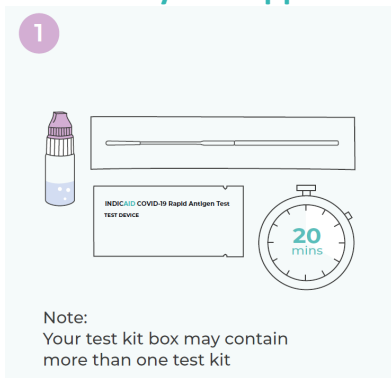 1
INDICAID COVID-19 Rapid Antigen Test
TEST DEVICE
20
mins
Note:
Your test kit box may contain
more than one test kit